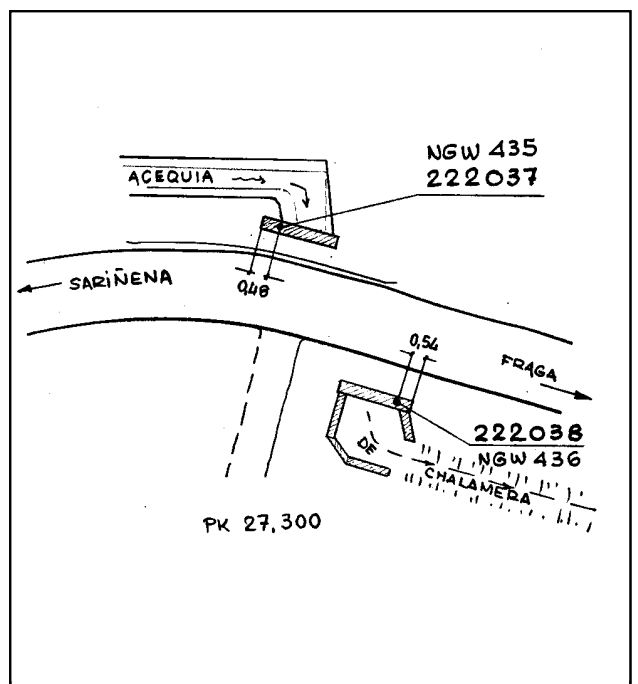 NGW 435
222037
ACEQUIA
SARIÑENA
0,48
0,54
FRAGA
222038
NGW 436
DE
CHALAMERA
PK 27,300